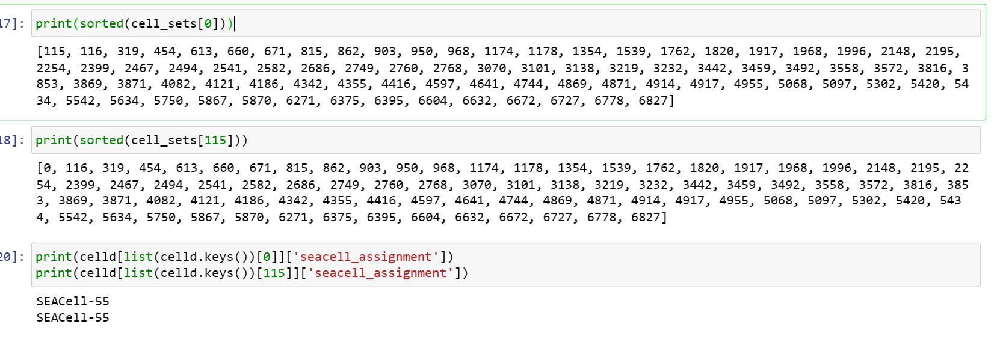 17]: print(sorted(cell_sets[0]))
[115, 116, 319, 454, 613, 660, 671, 815, 862, 903, 950, 968, 1174, 1178, 1354, 1539, 1762, 1820, 1917, 1968, 1996, 2148, 2195,
2254, 2399, 2467, 2494, 2541, 2582, 2686, 2749, 2760, 2768, 3070, 3101, 3138, 3219, 3232, 3442, 3459, 3492, 3558, 3572, 3816, 3
853, 3869, 3871, 4082, 4121, 4186, 4342, 4355, 4416, 4597, 4641, 4744, 4869, 4871, 4914, 4917, 4955, 5068, 5097, 5302, 5420, 54
34, 5542, 5634, 5750, 5867, 5870, 6271, 6375, 6395, 6604, 6632, 6672, 6727, 6778, 6827]
18]: print(sorted(cell_sets[115]))
[0, 116, 319, 454, 613, 660, 671, 815, 862, 903, 950, 968, 1174, 1178, 1354, 1539, 1762, 1820, 1917, 1968, 1996, 2148, 2195, 22
54, 2399, 2467, 2494, 2541, 2582, 2686, 2749, 2760, 2768, 3070, 3101, 3138, 3219, 3232, 3442, 3459, 3492, 3558, 3572, 3816, 385
3, 3869, 3871, 4082, 4121, 4186, 4342, 4355, 4416, 4597, 4641, 4744, 4869, 4871, 4914, 4917, 4955, 5068, 5097, 5302, 5420, 543
4, 5542, 5634, 5750, 5867, 5870, 6271, 6375, 6395, 6604, 6632, 6672, 6727, 6778, 6827]
20]: print(celld[list(celld.keys())[0]]['seacell_assignment'])
print(celld[list(celld.keys())[115]]['seacell_assignment'])
SEACell-55
SEACell-55